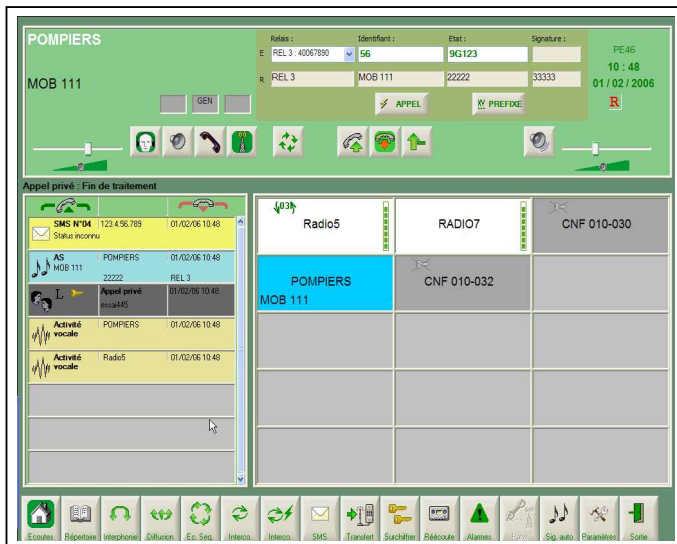 POMPIERS
MOB 111
GEN
Relais : Identifiant : Etat : Signature :
E REL 3 : 40067890 56 9G123
R REL 3 MOB 111 22222 33333
APPEL XY PREFIXE
PE46
10 : 48
01 / 02 / 2006
R
Appel privé : Fin de traitement
SMS N°04 123.4.56.789 01/02/06 10:48
Status inconnu
AS POMPIERS 01/02/06 10:48
MOB 111
22222 REL 3
L Appel privé 01/02/06 10:48
essai445
Activité vocale POMPIERS 01/02/06 10:48
Activité vocale Radio5 01/02/06 10:48
03
Radio5
RADIO7
CNF 010-030
POMPIERS
MOB 111
CNF 010-032
Ecoutes Répertoire Interphonie Diffusion Ec. Seq. Interco. Interco. SMS Transfert Surchiffrer Réécoute Alarmes Sig. auto Paramètres Sortie